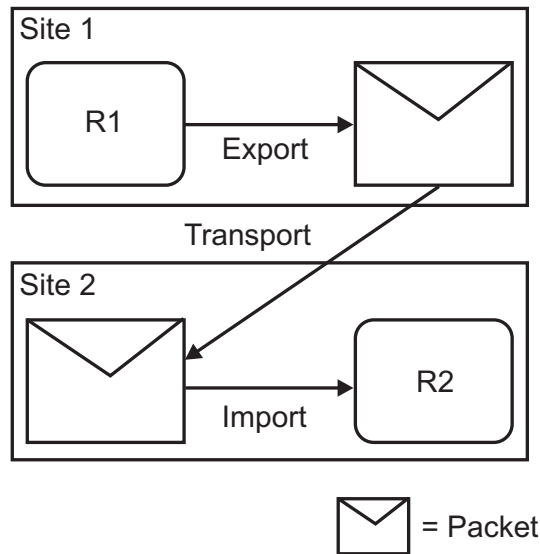 Site 1
R1
Export
Transport
Site 2
Import
R2
= Packet